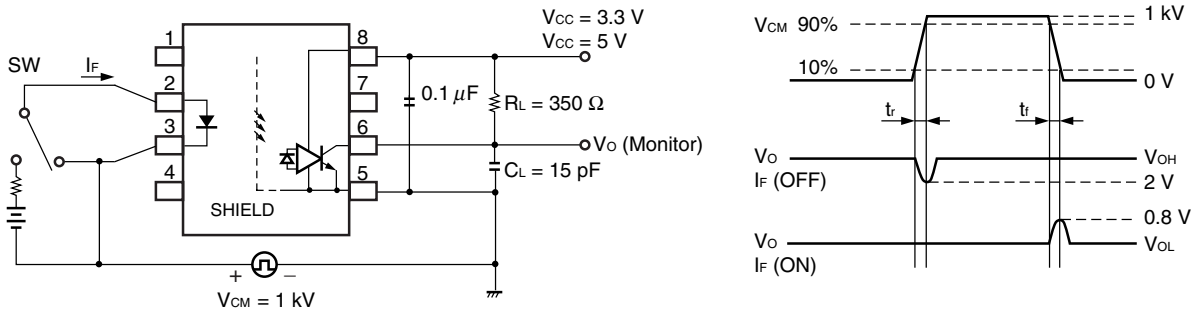 SW
IF
1
2
3
4
8
7
6
5
SHIELD
VCC = 3.3 V
VCC = 5 V
0.1 μF
RL = 350 Ω
VO (Monitor)
CL = 15 pF
+ −
VCM = 1 kV
VCM 90%
10%
1 kV
0 V
tr
tf
VO
IF (OFF)
VOH
2 V
VO
IF (ON)
0.8 V
VOL